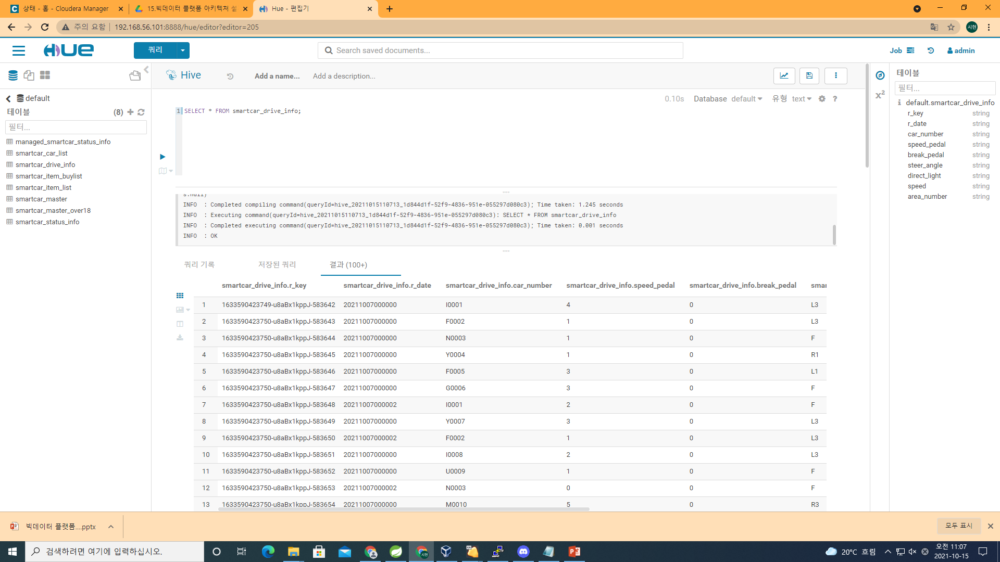 상태 - 홈 - Cloudera Manager
15.빅데이터 플랫폼 아키텍처 설
Hue - 편집기
주의 요함 192.168.56.101:8888/hue/editor?editor=205
시현
HUE
쿼리
Search saved documents...
Job
admin
Hive
Add a name...
Add a description...
default
테이블 (8)
필터...
managed_smartcar_status_info
smartcar_car_list
smartcar_drive_info
smartcar_item_buylist
smartcar_item_list
smartcar_master
smartcar_master_over18
smartcar_status_info
0.10s Database default 유형 text ?
1 SELECT * FROM smartcar_drive_info;
s:null)
INFO : Completed compiling command(queryId=hive_20211015110713_1d844d1f-52f9-4836-951e-055297d080c3); Time taken: 1.245 seconds
INFO : Executing command(queryId=hive_20211015110713_1d844d1f-52f9-4836-951e-055297d080c3): SELECT * FROM smartcar_drive_info
INFO : Completed executing command(queryId=hive_20211015110713_1d844d1f-52f9-4836-951e-055297d080c3); Time taken: 0.001 seconds
INFO : OK
쿼리 기록 저장된 쿼리 결과 (100+)
smartcar_drive_info.r_key smartcar_drive_info.r_date smartcar_drive_info.car_number smartcar_drive_info.speed_pedal smartcar_drive_info.break_pedal smar
1 1633590423749-u8aBx1kppJ-583642 20211007000000 I0001 4 0 L3
2 1633590423750-u8aBx1kppJ-583643 20211007000000 F0002 1 0 L3
3 1633590423750-u8aBx1kppJ-583644 20211007000000 N0003 1 0 F
4 1633590423750-u8aBx1kppJ-583645 20211007000000 Y0004 1 0 R1
5 1633590423750-u8aBx1kppJ-583646 20211007000000 F0005 3 0 L1
6 1633590423750-u8aBx1kppJ-583647 20211007000000 G0006 3 0 F
7 1633590423750-u8aBx1kppJ-583648 20211007000002 I0001 2 0 F
8 1633590423750-u8aBx1kppJ-583649 20211007000000 Y0007 3 0 L3
9 1633590423750-u8aBx1kppJ-583650 20211007000002 F0002 1 0 L3
10 1633590423750-u8aBx1kppJ-583651 20211007000000 I0008 2 0 L3
11 1633590423750-u8aBx1kppJ-583652 20211007000000 U0009 1 0 F
12 1633590423750-u8aBx1kppJ-583653 20211007000002 N0003 0 0 F
13 1633590423750-u8aBx1kppJ-583654 20211007000000 M0010 5 0 R3
x²
테이블
필터...
default.smartcar_drive_info
r_key string
r_date string
car_number string
speed_pedal string
break_pedal string
steer_angle string
direct_light string
speed string
area_number string
빅데이터 플랫폼....pptx
모두 표시
검색하려면 여기에 입력하십시오.
20°C 흐림
오전 11:07
2021-10-15